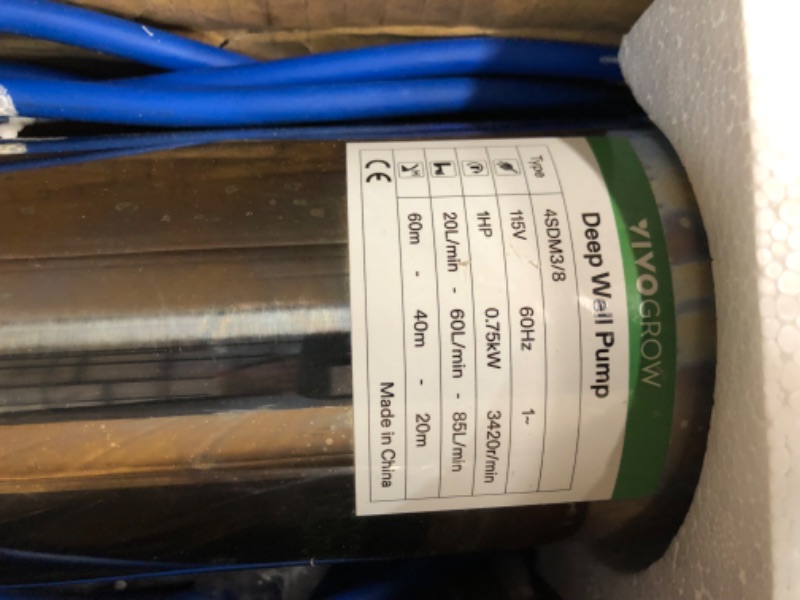 VIVOGROW
Deep Well Pump
Type 4SDM3/8
115V 60Hz 1~
1HP 0.75kW 3420r/min
20L/min - 60L/min - 85L/min
60m - 40m - 20m
CE Made in China